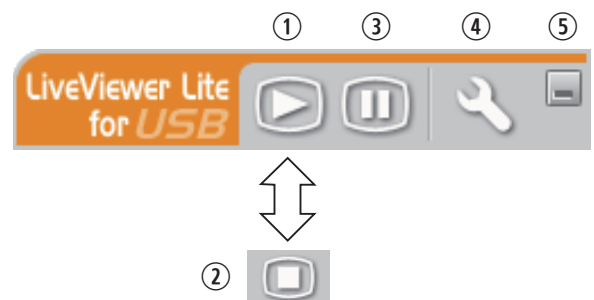 ① ③ ④ ⑤
LiveViewer Lite
for USB
②